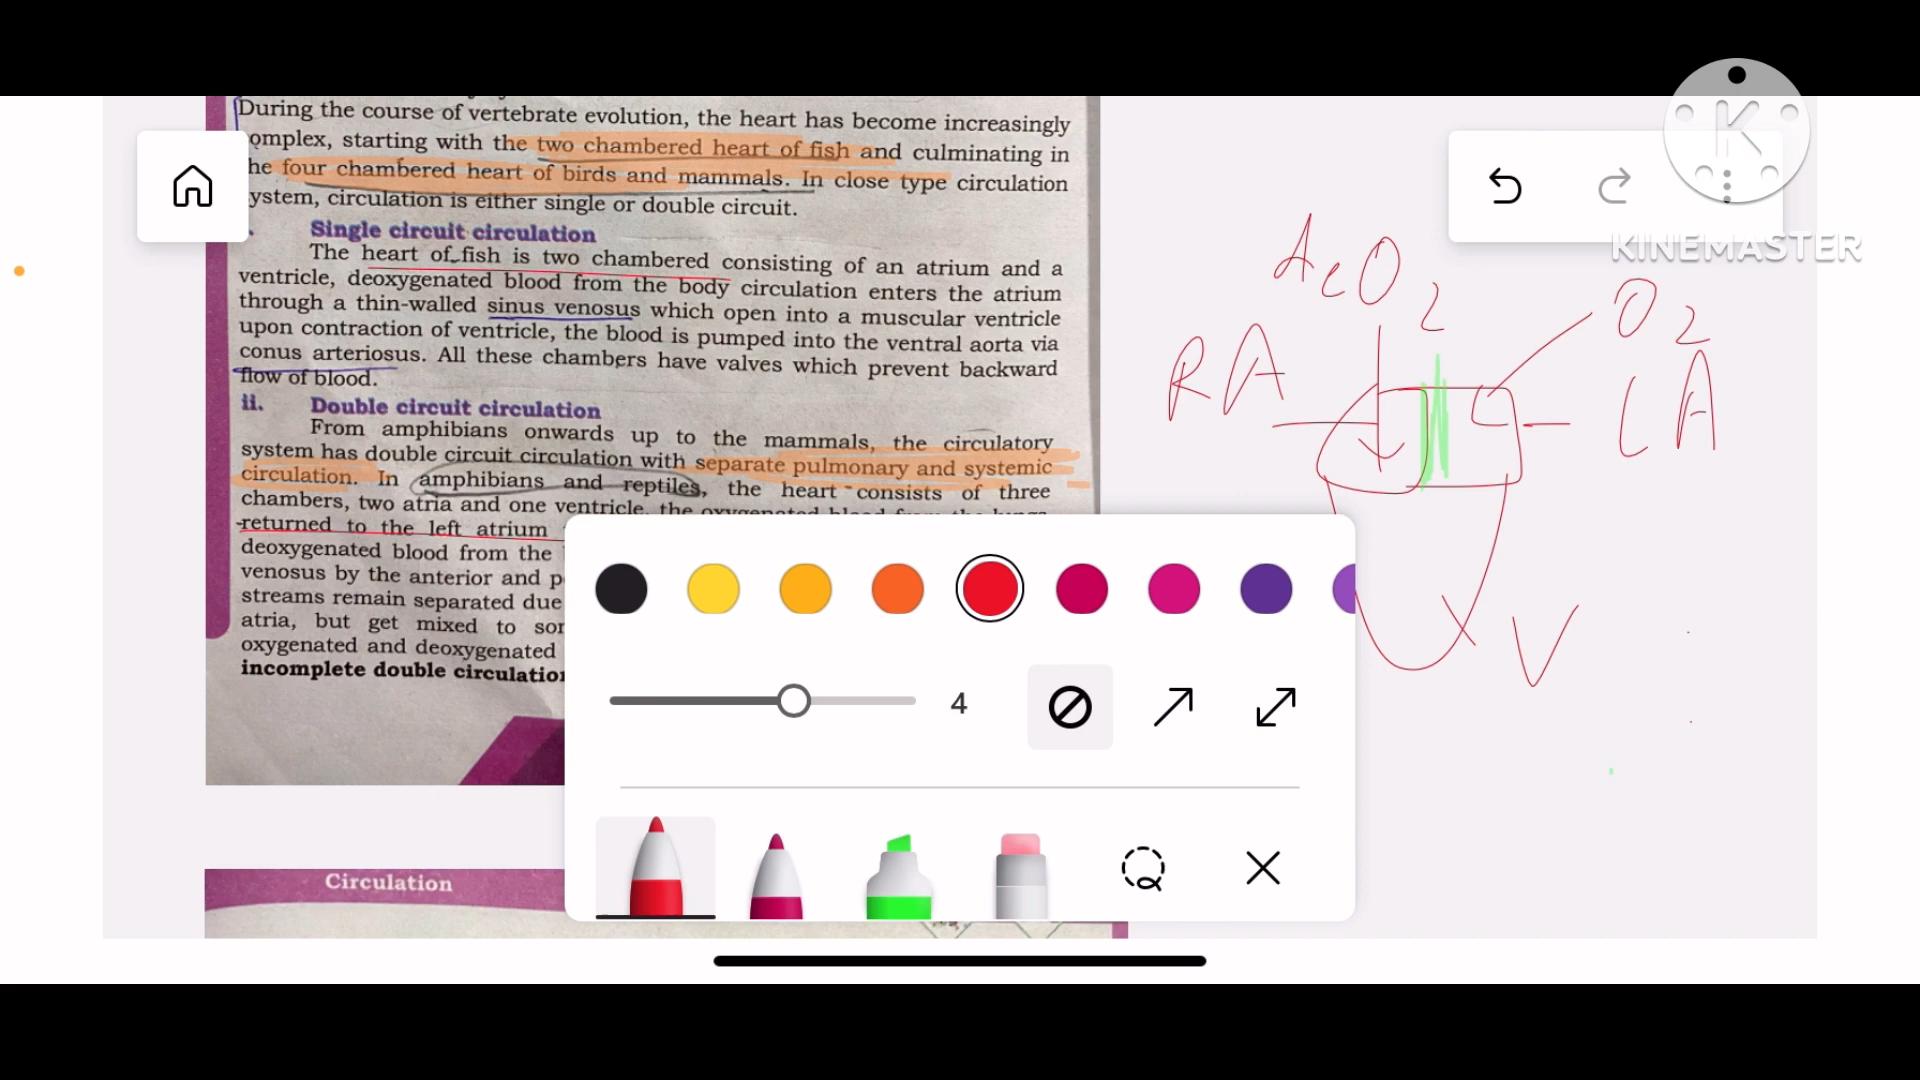 During the course of vertebrate evolution, the heart has become increasingly
omplex, starting with the two chambered heart of fish and culminating in
he four chambered heart of birds and mammals. In close type circulation
ystem, circulation is either single or double circuit.
Single circuit circulation
The heart of fish is two chambered consisting of an atrium and a
ventricle, deoxygenated blood from the body circulation enters the atrium
through a thin-walled sinus venosus which open into a muscular ventricle
upon contraction of ventricle, the blood is pumped into the ventral aorta via
conus arteriosus. All these chambers have valves which prevent backward
flow of blood.
ii. Double circuit circulation
From amphibians onwards up to the mammals, the circulatory
system has double circuit circulation with separate pulmonary and systemic
circulation. In amphibians and reptiles, the heart consists of three
chambers, two atria and one ventricle, the oxygenated blood from the lungs
returned to the left atrium
deoxygenated blood from the
venosus by the anterior and p
streams remain separated due
atria, but get mixed to sor
oxygenated and deoxygenated
incomplete double circulation
Circulation
4
KINEMASTER
O2
RA
LA
V